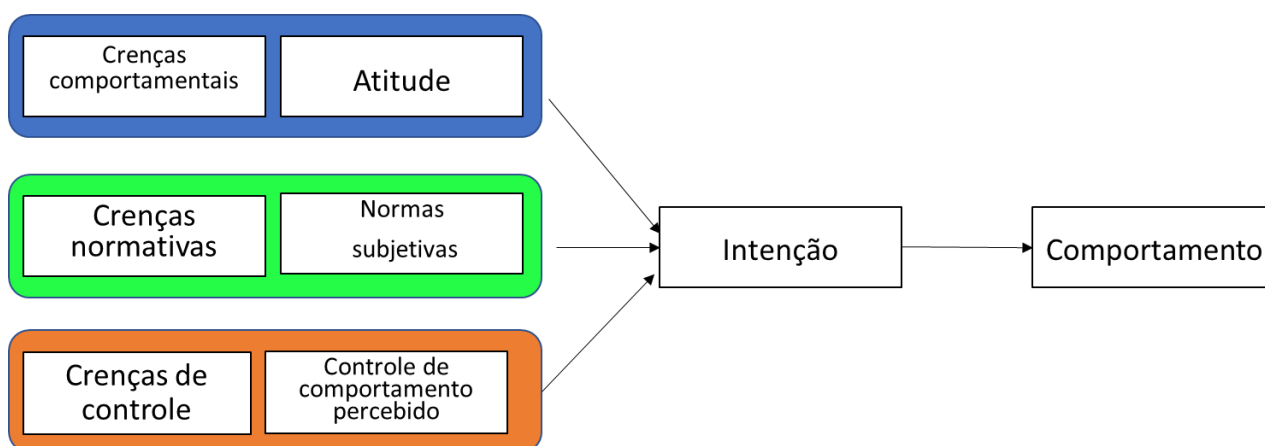 Crenças
comportamentais
Atitude
Crenças
normativas
Normas
subjetivas
Crenças de
controle
Controle de
comportamento
percebido
Intenção
Comportamento